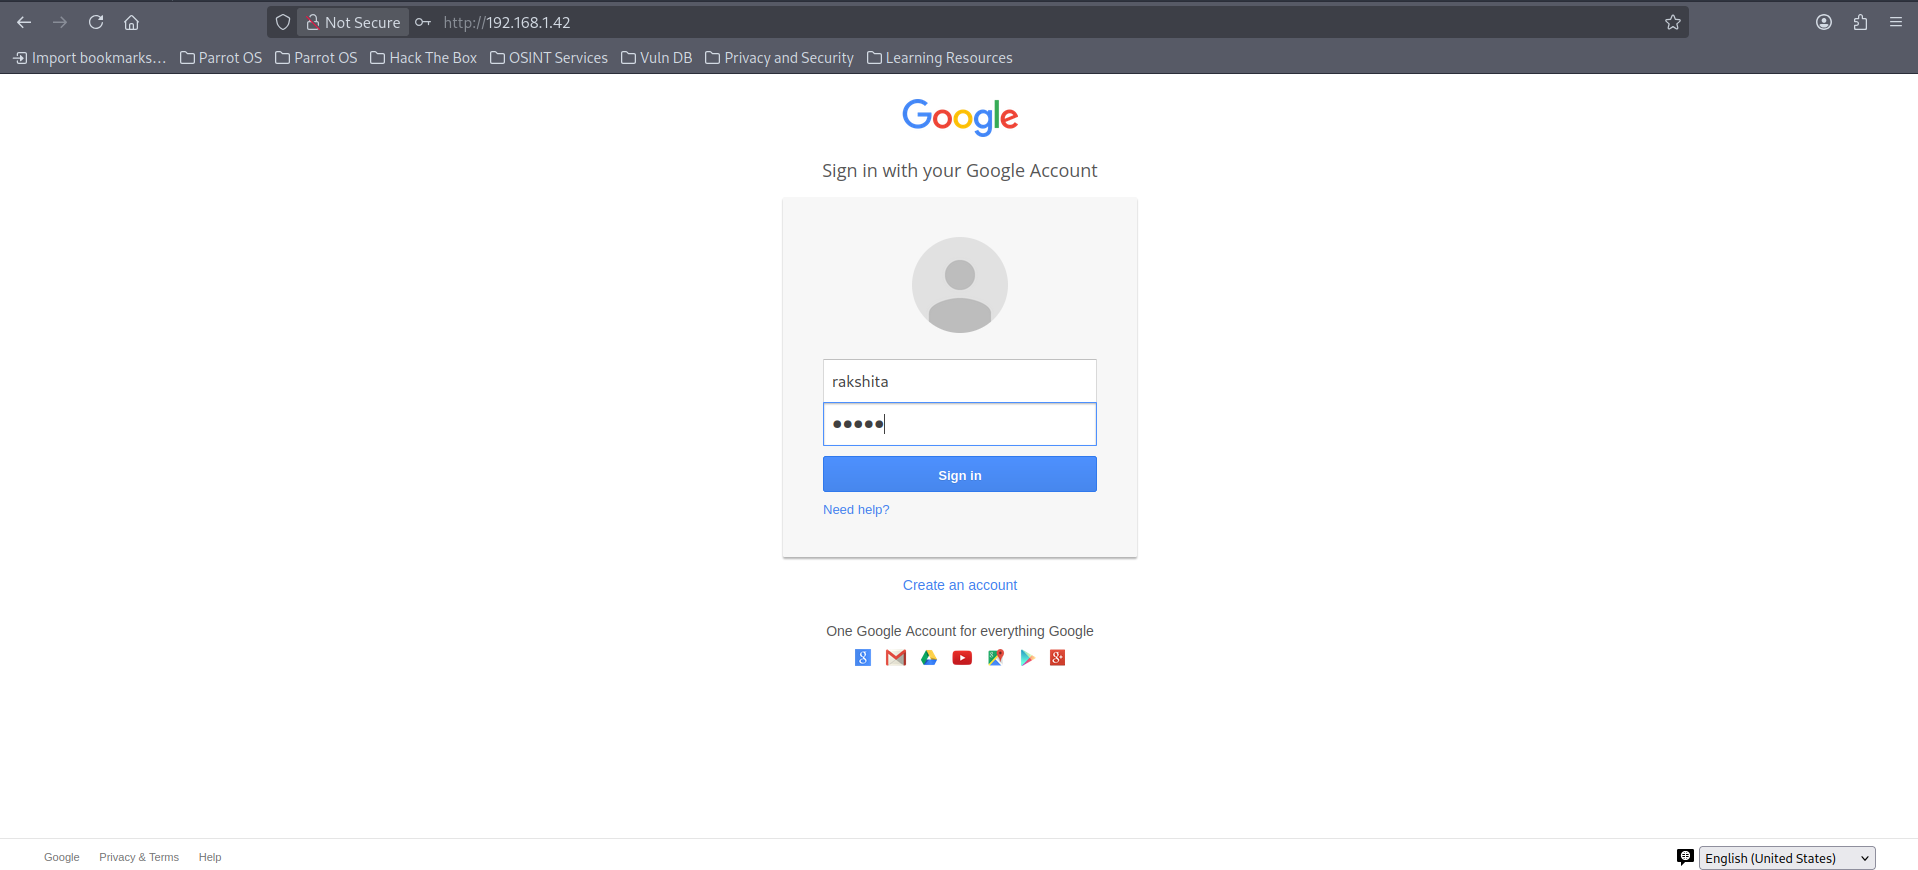 Not Secure http://192.168.1.42
Import bookmarks... Parrot OS Parrot OS Hack The Box OSINT Services Vuln DB Privacy and Security Learning Resources
Google
Sign in with your Google Account
rakshita
●●●●●
Sign in
Need help?
Create an account
One Google Account for everything Google
Google Privacy & Terms Help English (United States)